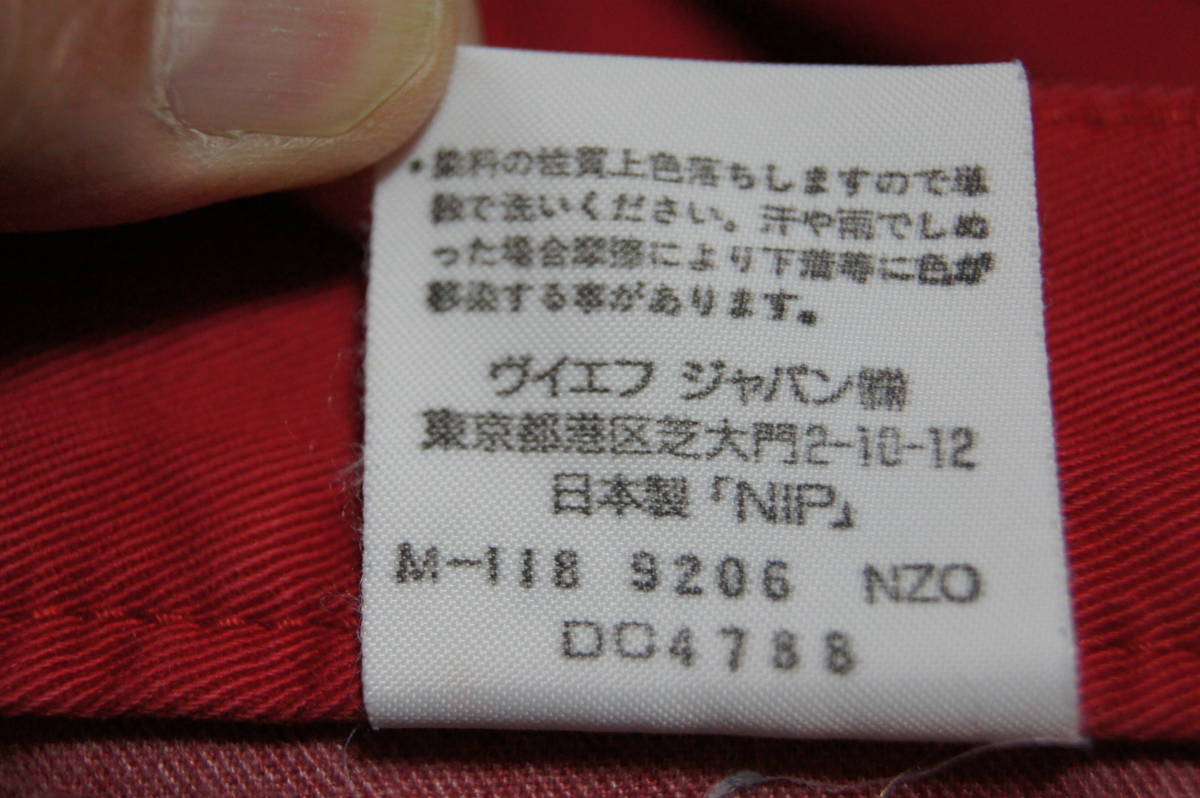 ・染料の性質上色落ちしますので単
独で洗いください。汗や雨でしめ
った場合摩擦により下着等に色が
移染する事があります。
ヴイエフ ジャパン㈱
東京都港区芝大門2-10-12
日本製「NIP」
M-118 9206 NZO
DC4788